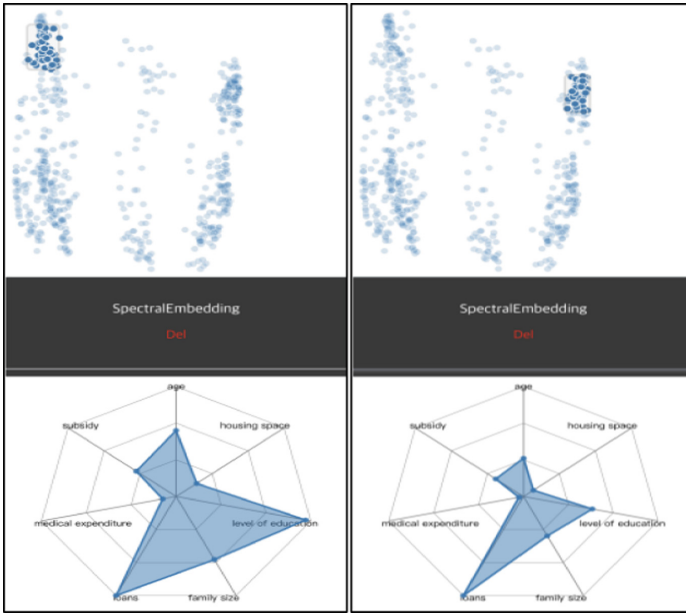 SpectralEmbedding
Del
age
subsidy
housing space
medical expenditure
level of education
loans
family size
SpectralEmbedding
Del
age
subsidy
housing space
medical expenditure
level of education
loans
family size